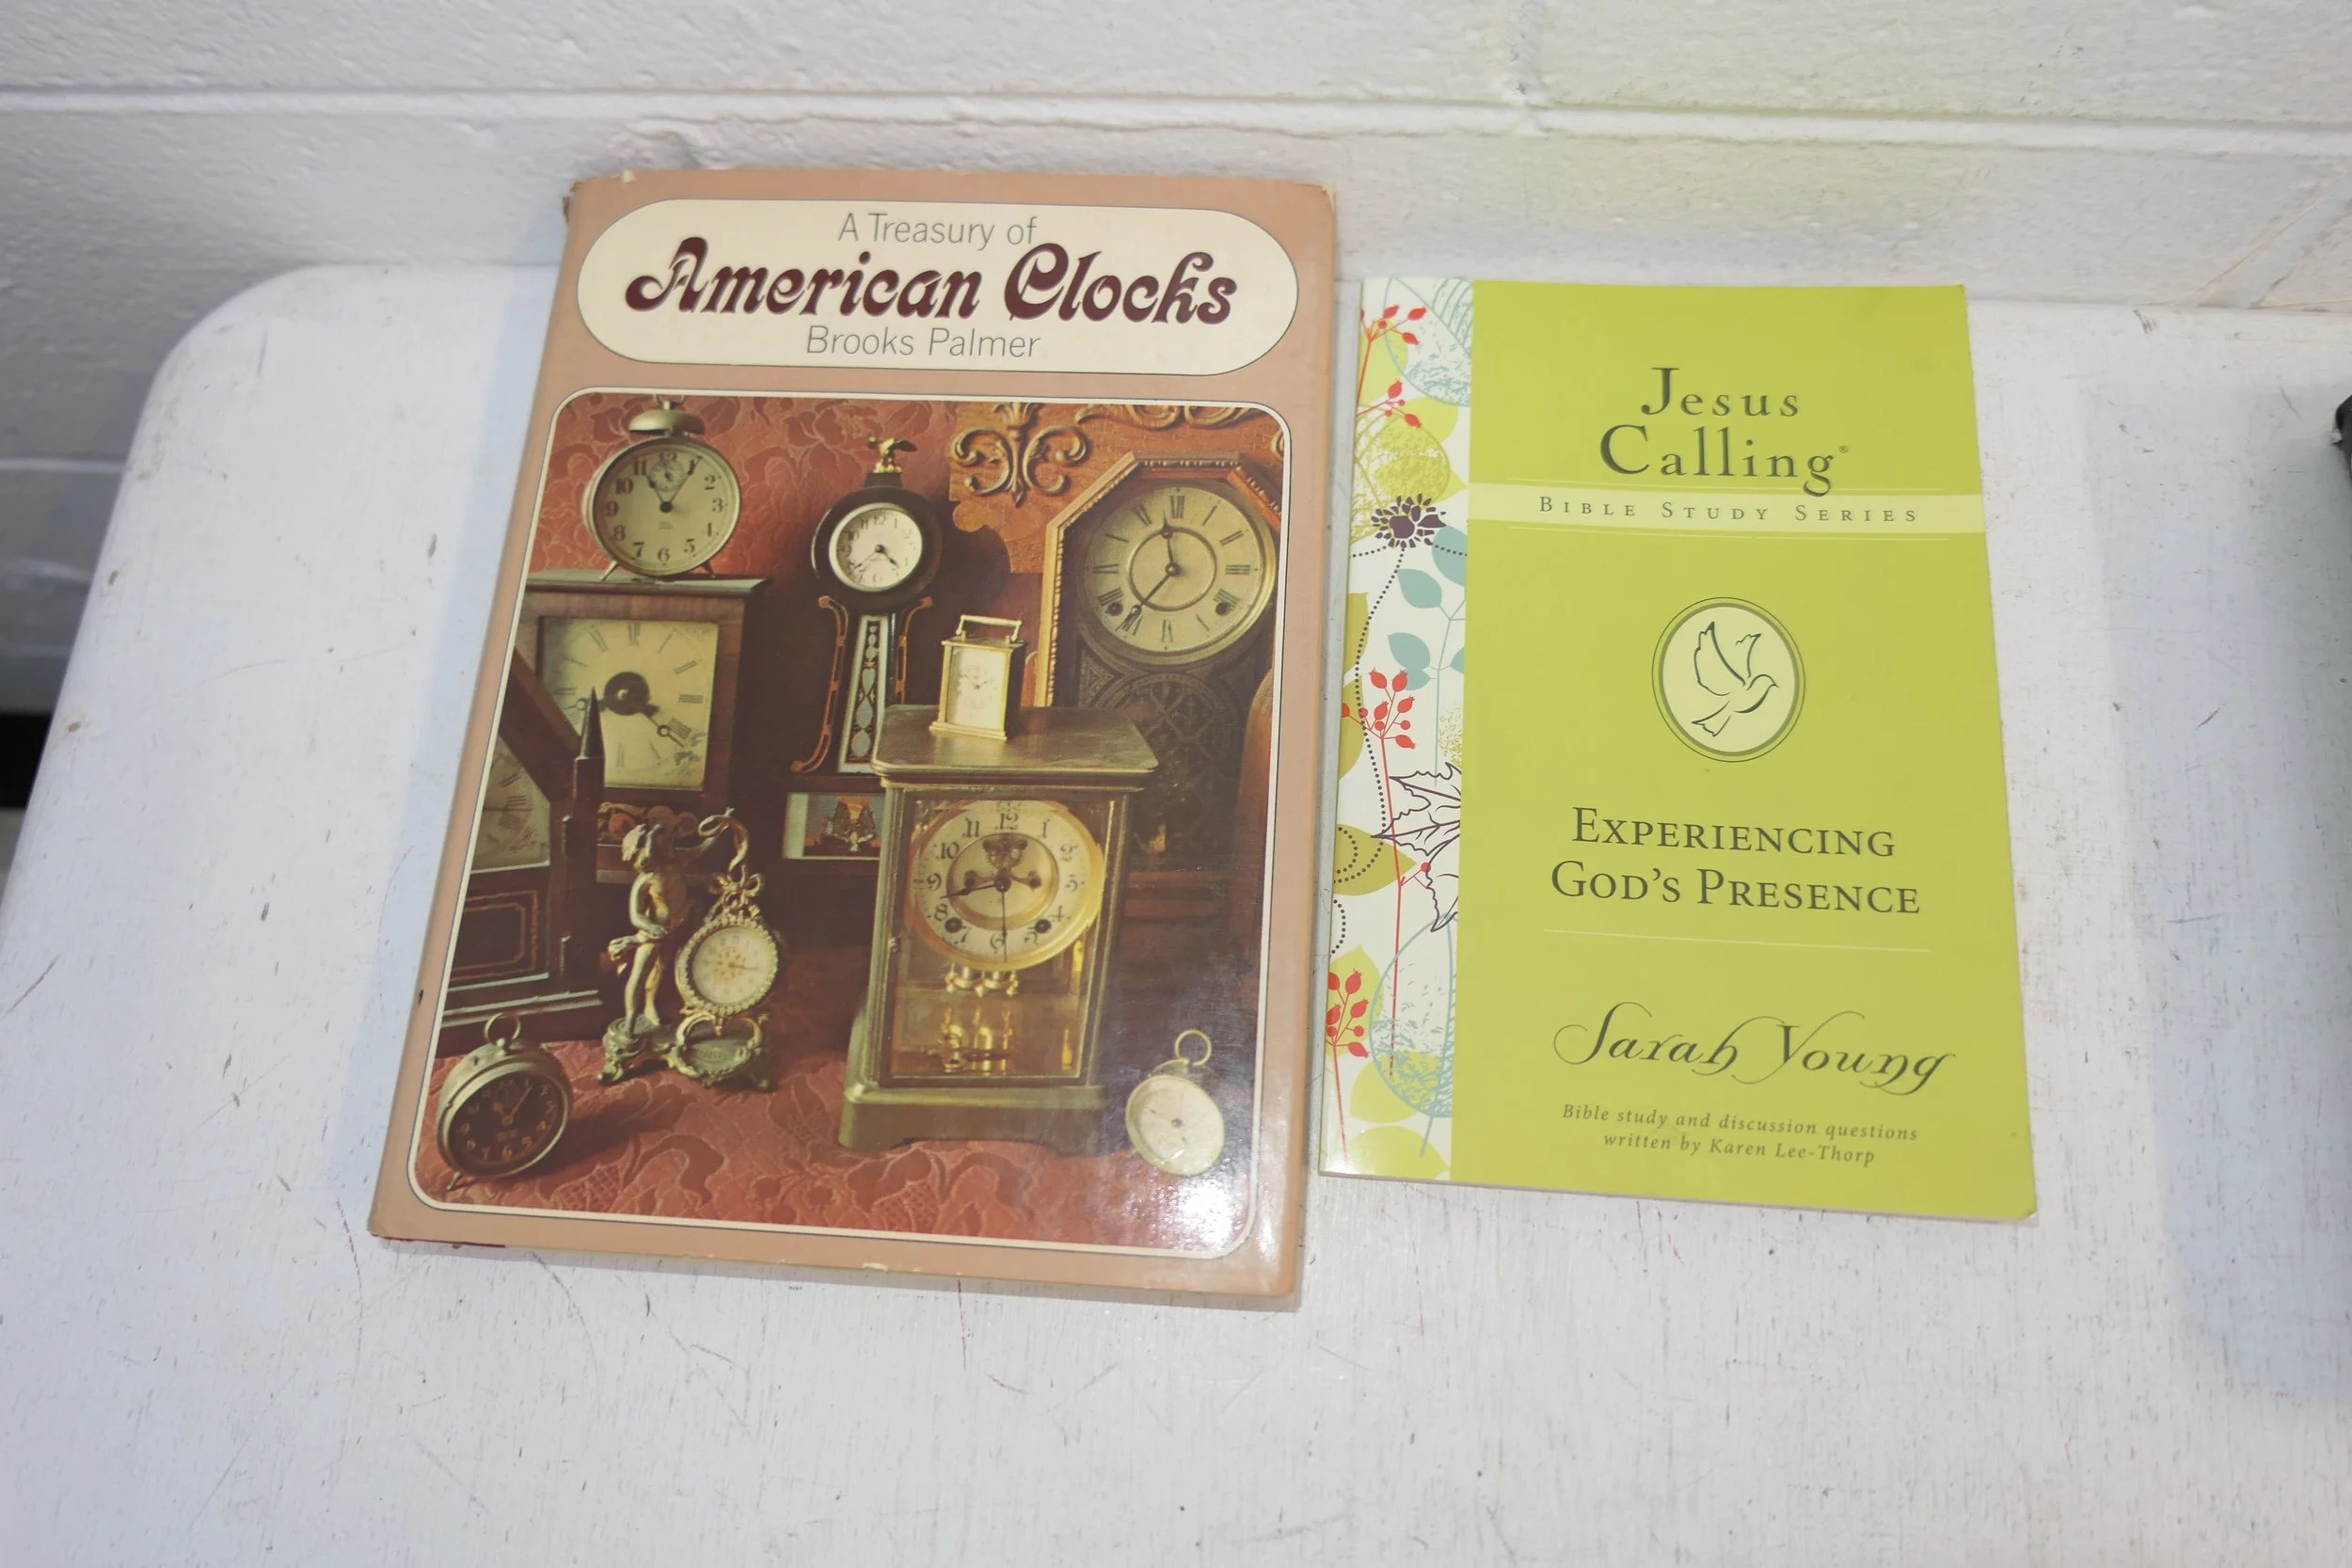 A Treasury of
American Clocks
Brooks Palmer
Jesus
Calling®
Bible Study Series
Experiencing
God's Presence
Sarah Young
Bible study and discussion questions
written by Karen Lee-Thorp